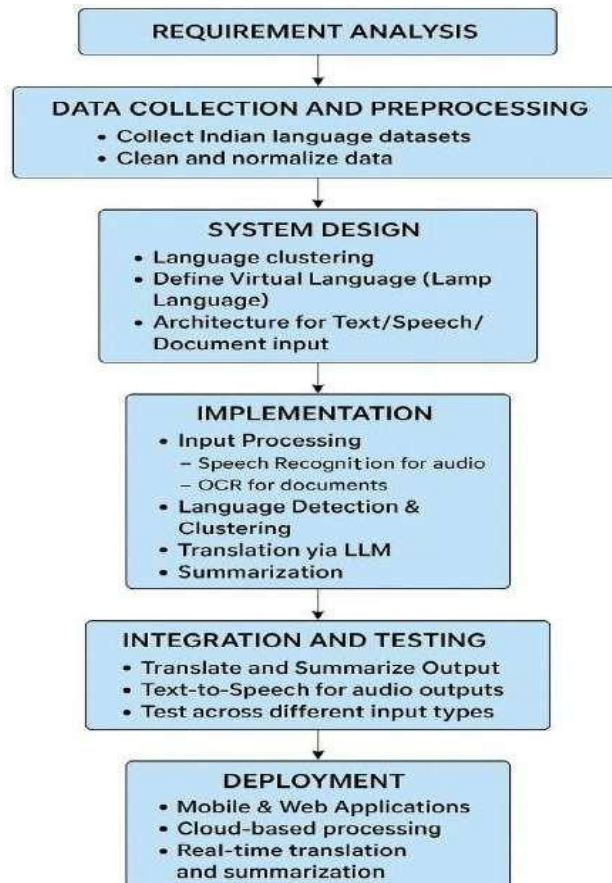 REQUIREMENT ANALYSIS
DATA COLLECTION AND PREPROCESSING
• Collect Indian language datasets
• Clean and normalize data
SYSTEM DESIGN
• Language clustering
• Define Virtual Language (Lamp
Language)
• Architecture for Text/Speech/
Document input
IMPLEMENTATION
• Input Processing
– Speech Recognition for audio
– OCR for documents
• Language Detection &
Clustering
• Translation via LLM
• Summarization
INTEGRATION AND TESTING
• Translate and Summarize Output
• Text-to-Speech for audio outputs
• Test across different input types
DEPLOYMENT
• Mobile & Web Applications
• Cloud-based processing
• Real-time translation
and summarization